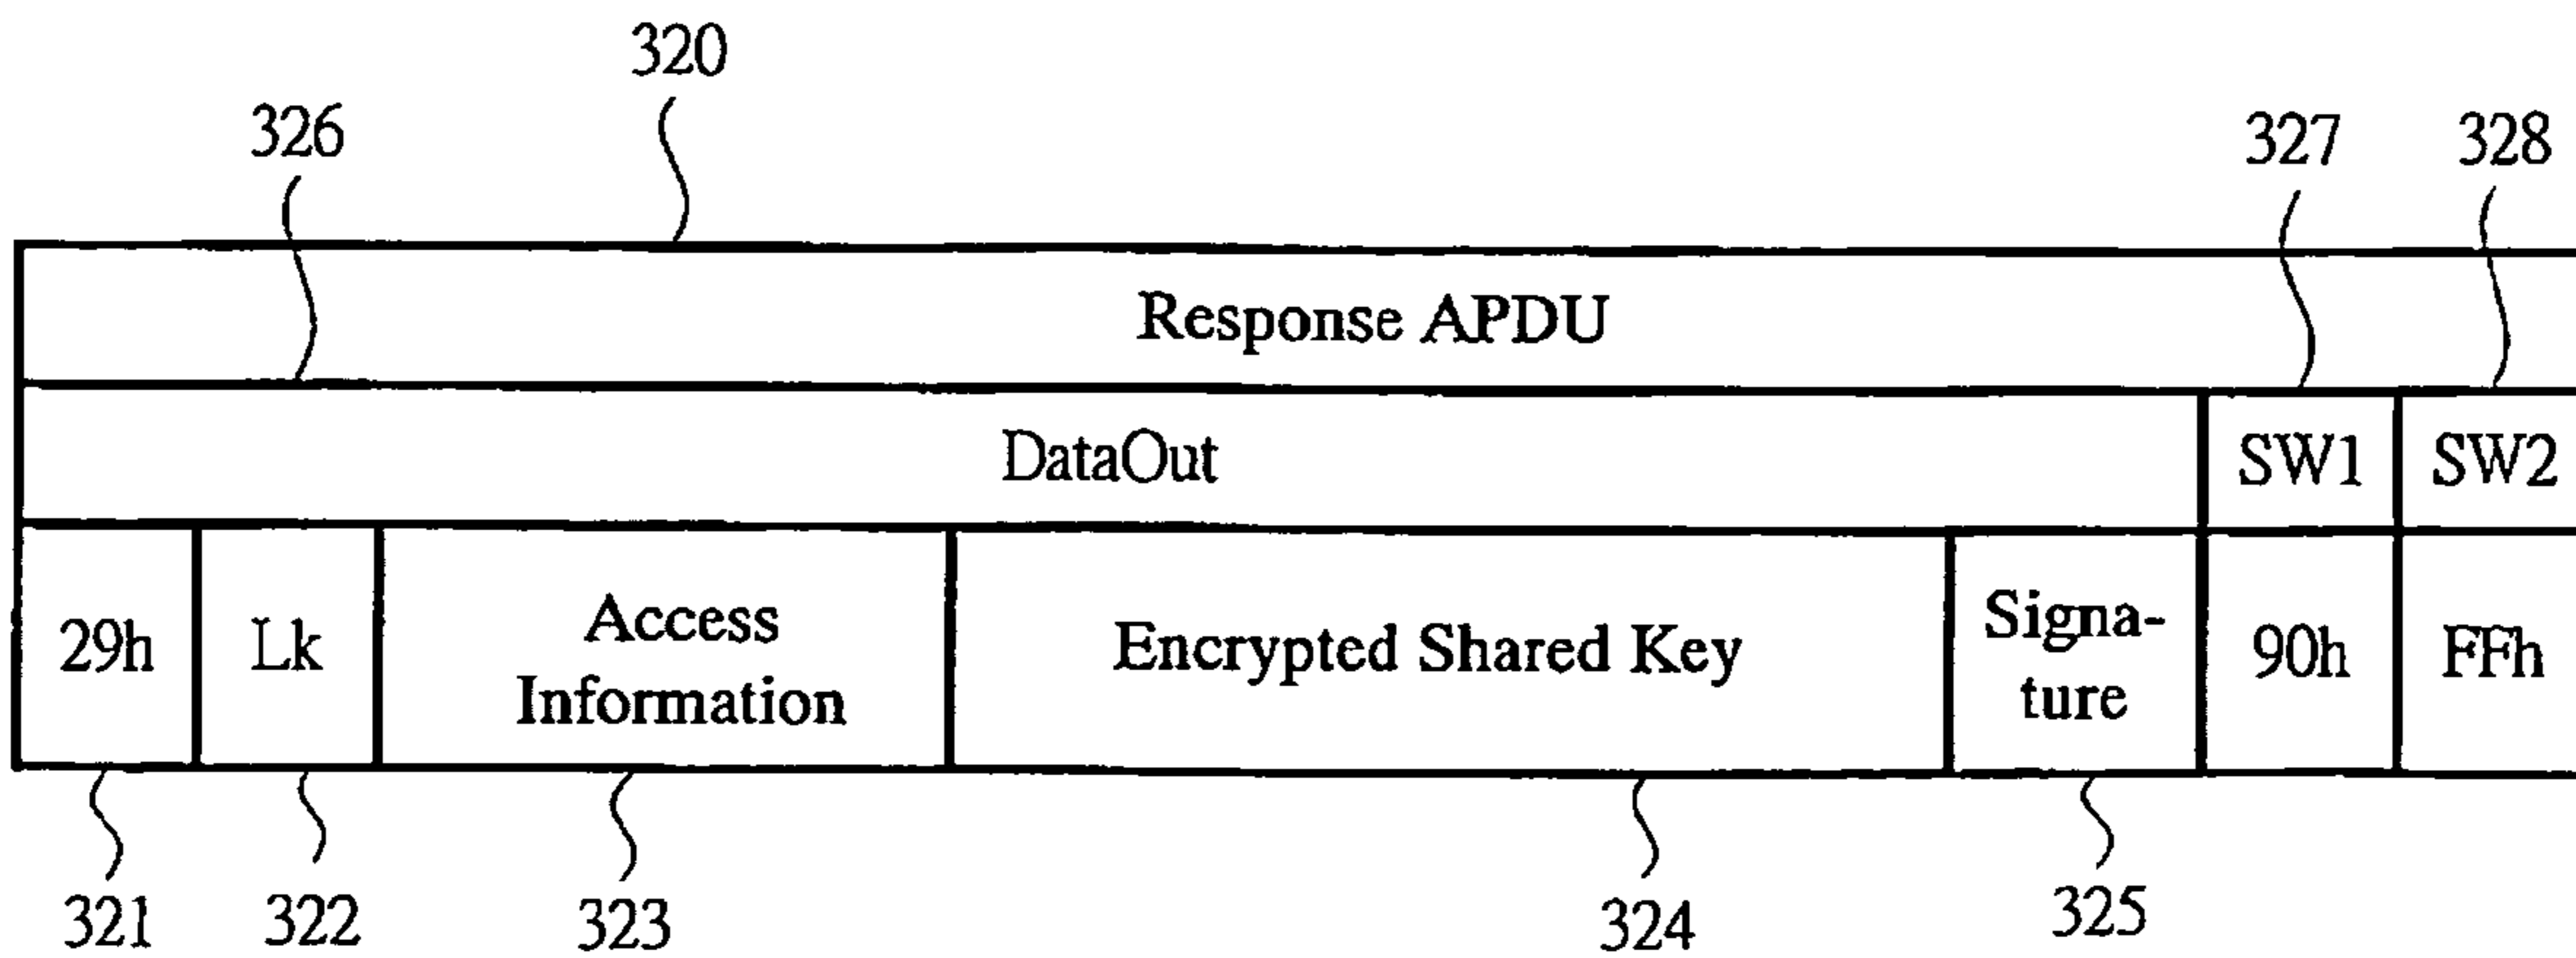 320
326
327
328
Response APDU
DataOut
SW1
SW2
29h
Lk
Access
Information
Encrypted Shared Key
Signa-
ture
90h
FFh
321
322
323
324
325